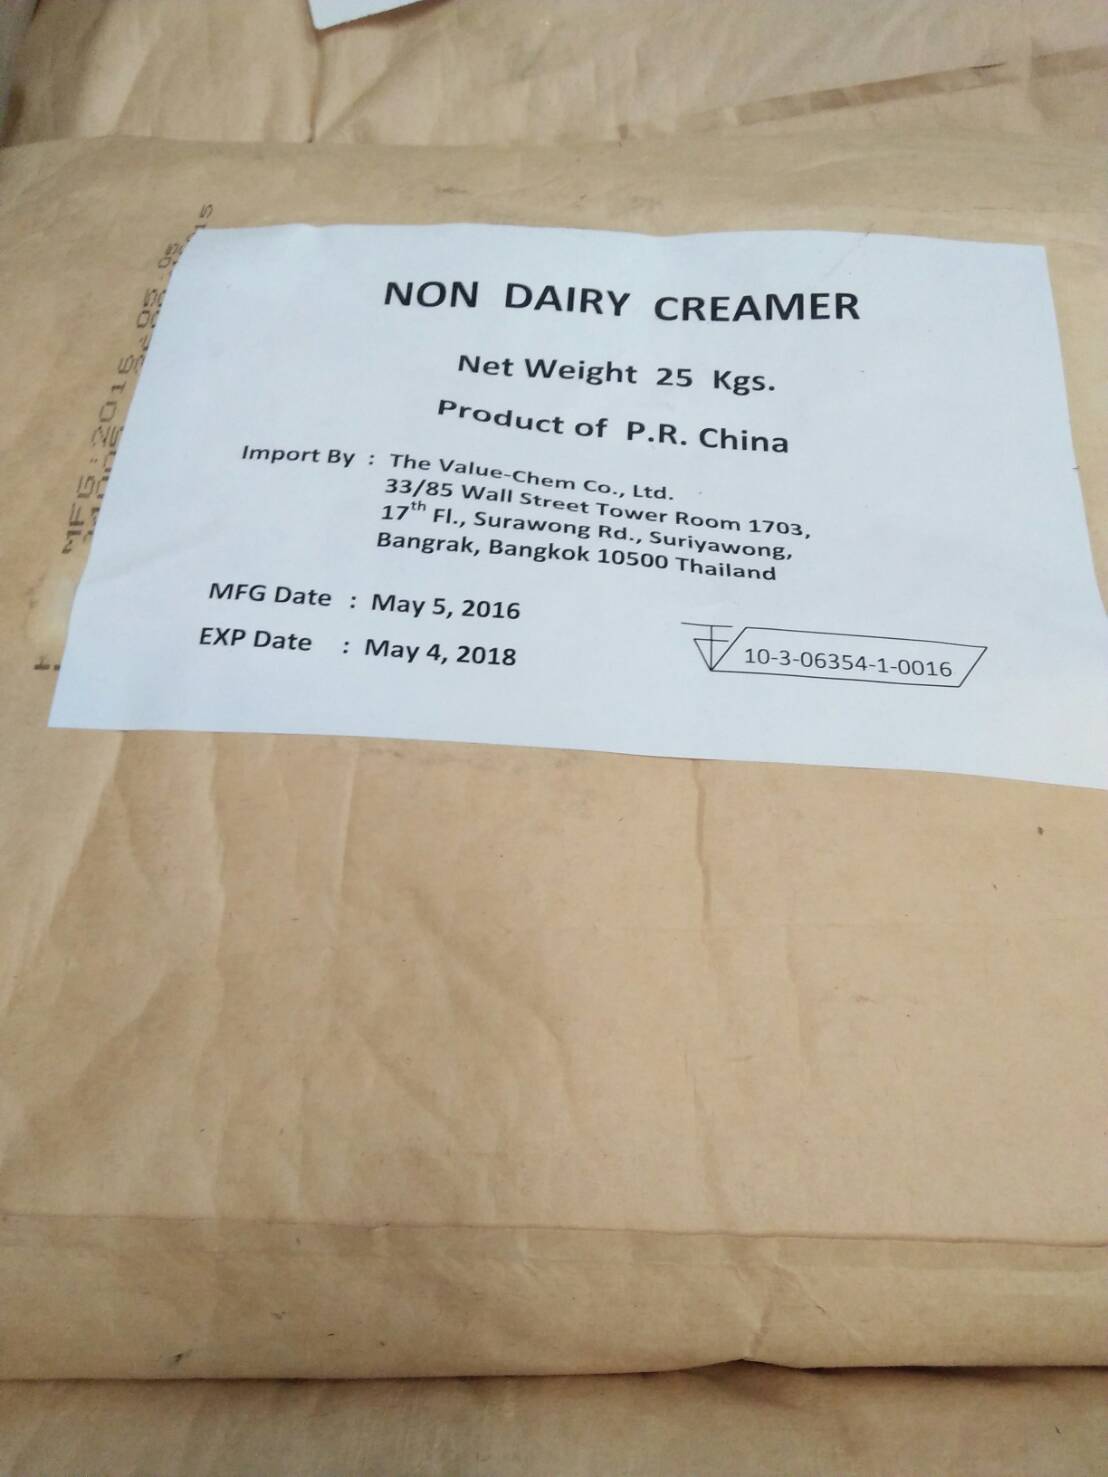 NON DAIRY CREAMER
Net Weight 25 Kgs.
Product of P.R. China
Import By : The Value-Chem Co., Ltd.
33/85 Wall Street Tower Room 1703,
17th Fl., Surawong Rd., Suriyawong,
Bangrak, Bangkok 10500 Thailand
MFG Date : May 5, 2016
EXP Date : May 4, 2018
10-3-06354-1-0016
MFG:2016